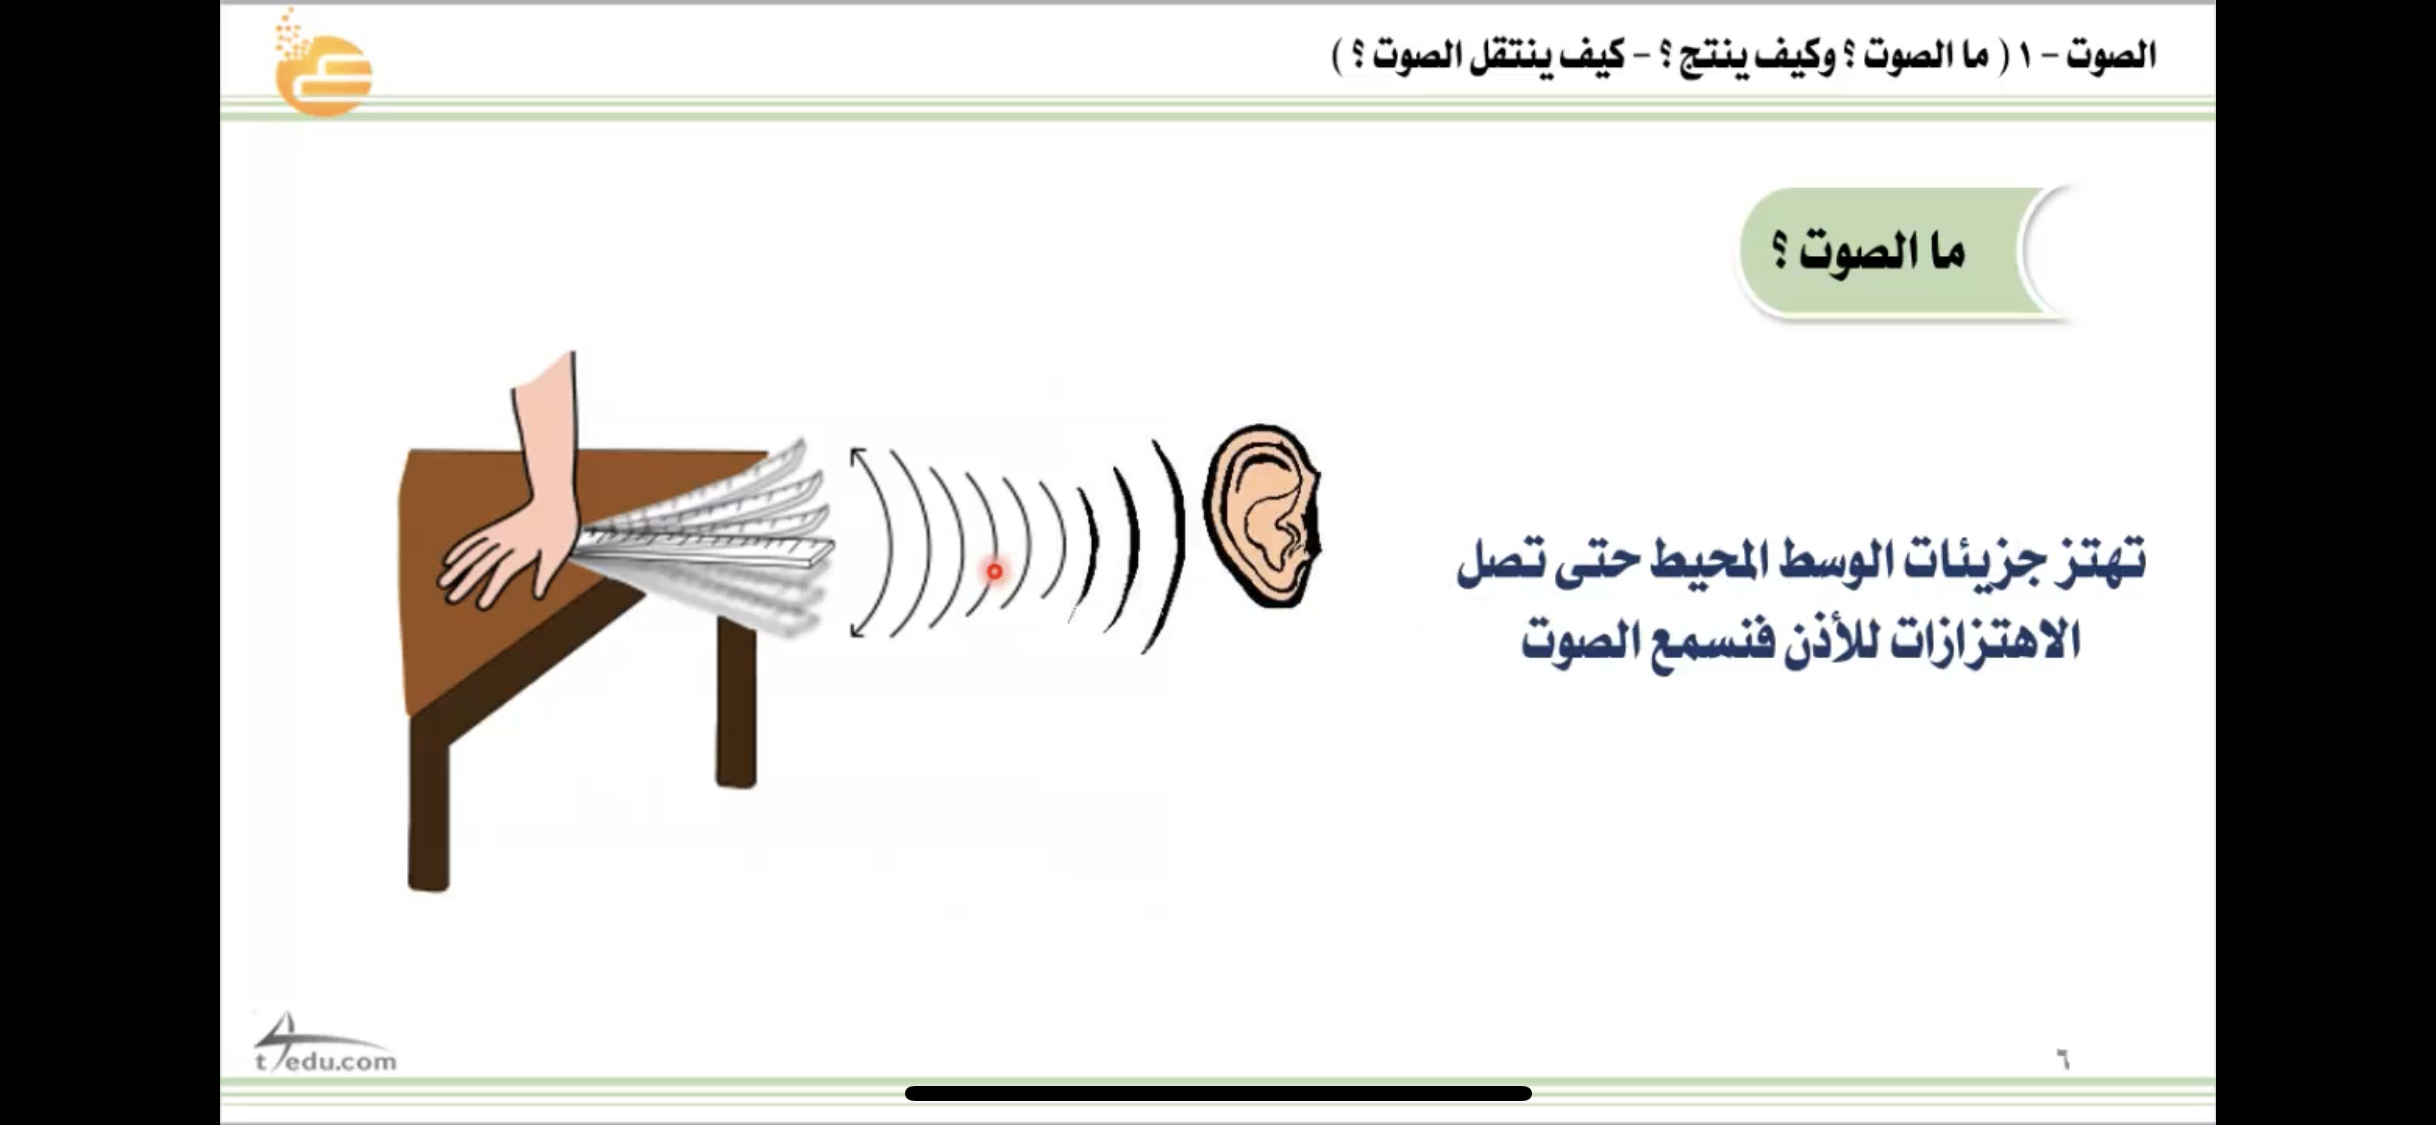 الصوت - ١ ( ما الصوت ؟ وكيف ينتج ؟ - كيف ينتقل الصوت ؟ )
ما الصوت ؟
تهتز جزيئات الوسط المحيط حتى تصل
الاهتزازات للأذن فنسمع الصوت
t4edu.com
٦